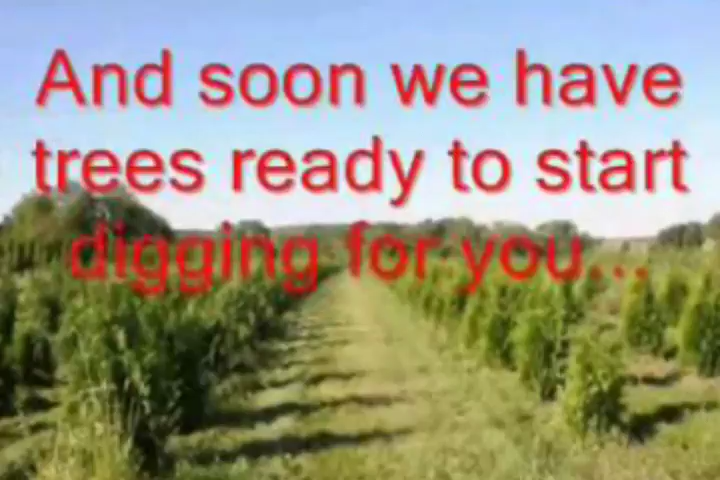 And soon we have
trees ready to start
digging for you...